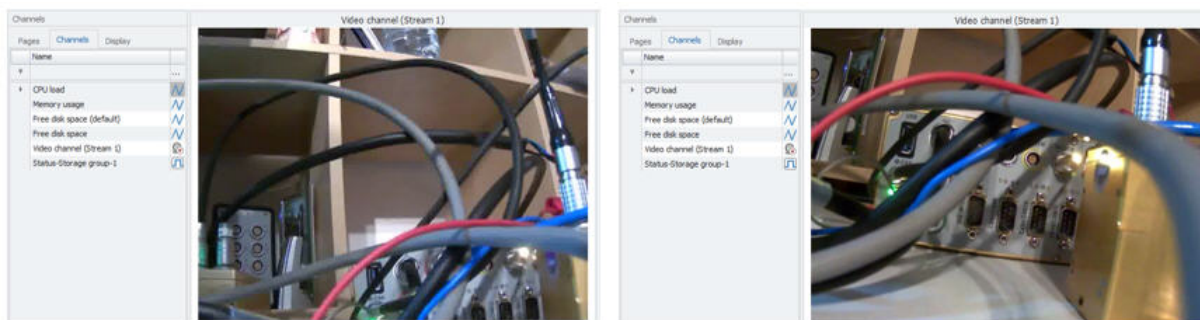 Channels
Video channel (Stream 1)
Pages Channels Display
Name
...
CPU load
Memory usage
Free disk space (default)
Free disk space
Video channel (Stream 1)
Status-Storage group-1
Channels
Video channel (Stream 1)
Pages Channels Display
Name
...
CPU load
Memory usage
Free disk space (default)
Free disk space
Video channel (Stream 1)
Status-Storage group-1